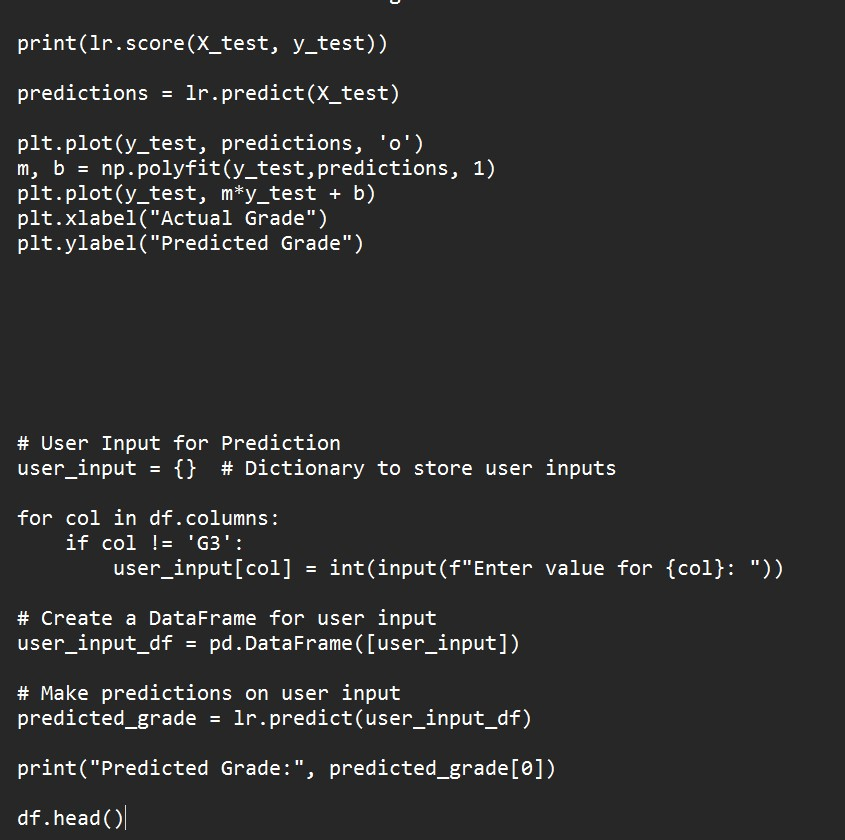 print(lr.score(X_test, y_test))
predictions = lr.predict(X_test)
plt.plot(y_test, predictions, 'o')
m, b = np.polyfit(y_test,predictions, 1)
plt.plot(y_test, m*y_test + b)
plt.xlabel("Actual Grade")
plt.ylabel("Predicted Grade")
# User Input for Prediction
user_input = {}  # Dictionary to store user inputs
for col in df.columns:
    if col != 'G3':
        user_input[col] = int(input(f"Enter value for {col}: "))
# Create a DataFrame for user input
user_input_df = pd.DataFrame([user_input])
# Make predictions on user input
predicted_grade = lr.predict(user_input_df)
print("Predicted Grade:", predicted_grade[0])
df.head()